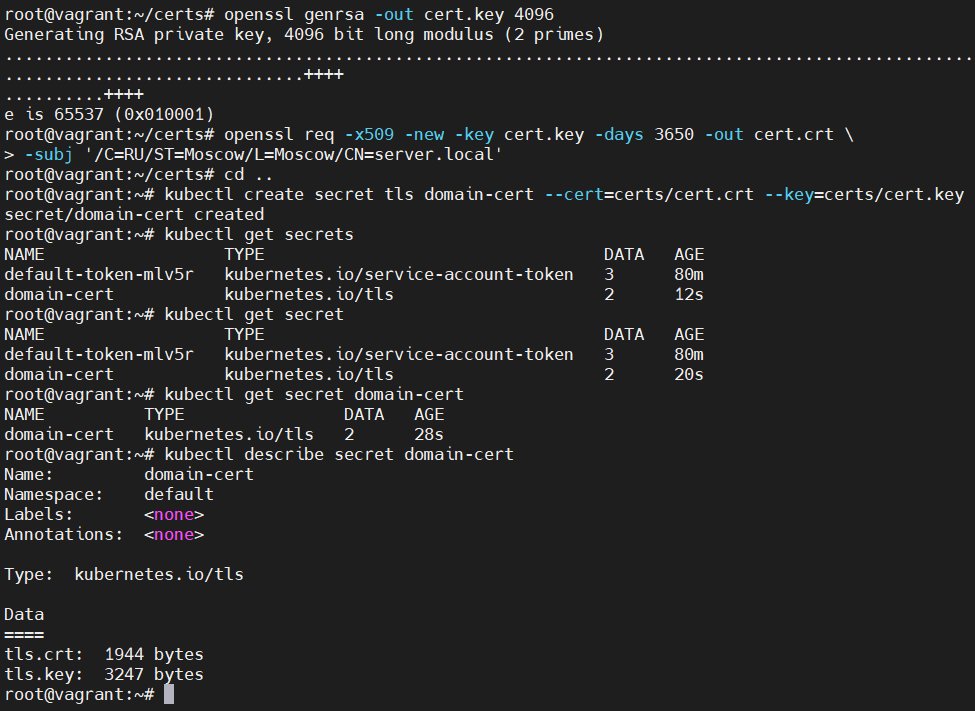 root@vagrant:~/certs# openssl genrsa -out cert.key 4096
Generating RSA private key, 4096 bit long modulus (2 primes)
.................................................................................................
..............................++++
..........++++
e is 65537 (0x010001)
root@vagrant:~/certs# openssl req -x509 -new -key cert.key -days 3650 -out cert.crt \
> -subj '/C=RU/ST=Moscow/L=Moscow/CN=server.local'
root@vagrant:~/certs# cd ..
root@vagrant:~# kubectl create secret tls domain-cert --cert=certs/cert.crt --key=certs/cert.key
secret/domain-cert created
root@vagrant:~# kubectl get secrets
NAME                  TYPE                                  DATA   AGE
default-token-mlv5r   kubernetes.io/service-account-token   3      80m
domain-cert           kubernetes.io/tls                     2      12s
root@vagrant:~# kubectl get secret
NAME                  TYPE                                  DATA   AGE
default-token-mlv5r   kubernetes.io/service-account-token   3      80m
domain-cert           kubernetes.io/tls                     2      20s
root@vagrant:~# kubectl get secret domain-cert
NAME          TYPE                DATA   AGE
domain-cert   kubernetes.io/tls   2      28s
root@vagrant:~# kubectl describe secret domain-cert
Name:         domain-cert
Namespace:    default
Labels:       <none>
Annotations:  <none>

Type:  kubernetes.io/tls

Data
====
tls.crt:  1944 bytes
tls.key:  3247 bytes
root@vagrant:~#